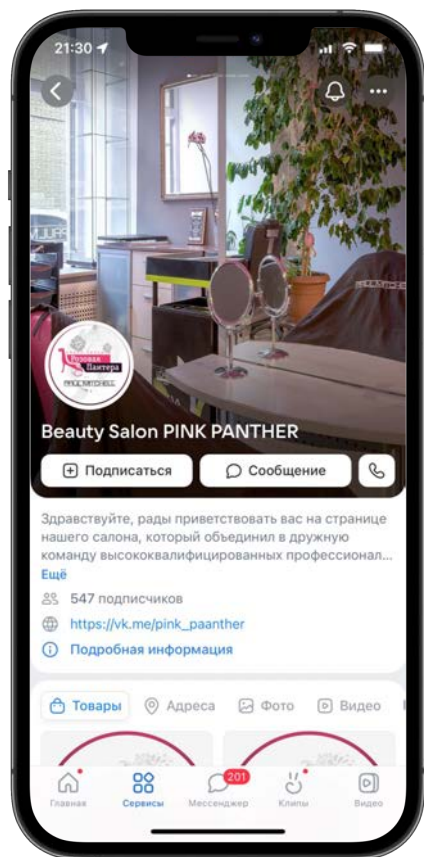 21:30
PAUL MITCHELL
Розовая
Пантера
PAUL MITCHELL
Beauty Salon PINK PANTHER
Подписаться
Сообщение
Здравствуйте, рады приветствовать вас на странице
нашего салона, который объединил в дружную
команду высококвалифицированных профессионал...
Ещё
547 подписчиков
https://vk.me/pink_paanther
Подробная информация
Товары
Адреса
Фото
Видео
201
Главная
Сервисы
Мессенджер
Клипы
Видео